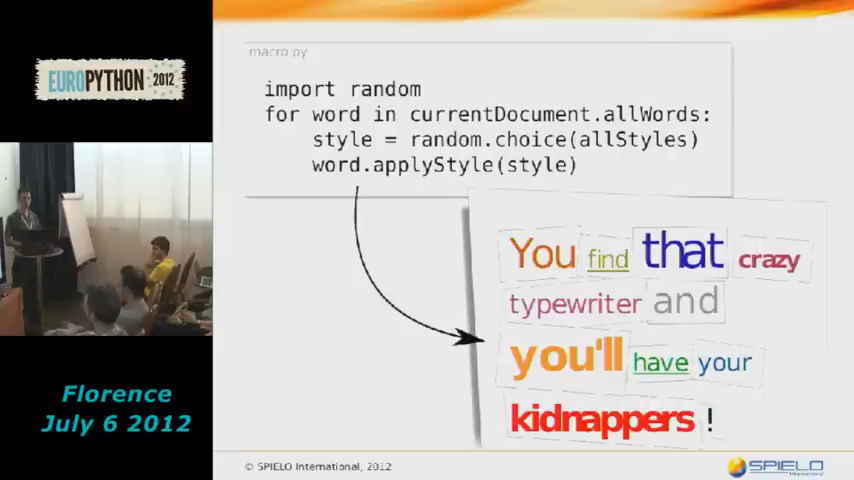 EUROPYTHON 2012
Florence
July 6 2012
macro.py
import random
for word in currentDocument.allWords:
style = random.choice(allStyles)
word.applyStyle(style)
You find that crazy
typewriter and
you'll have your
kidnappers !
© SPIELO International, 2012
SPIELO
International